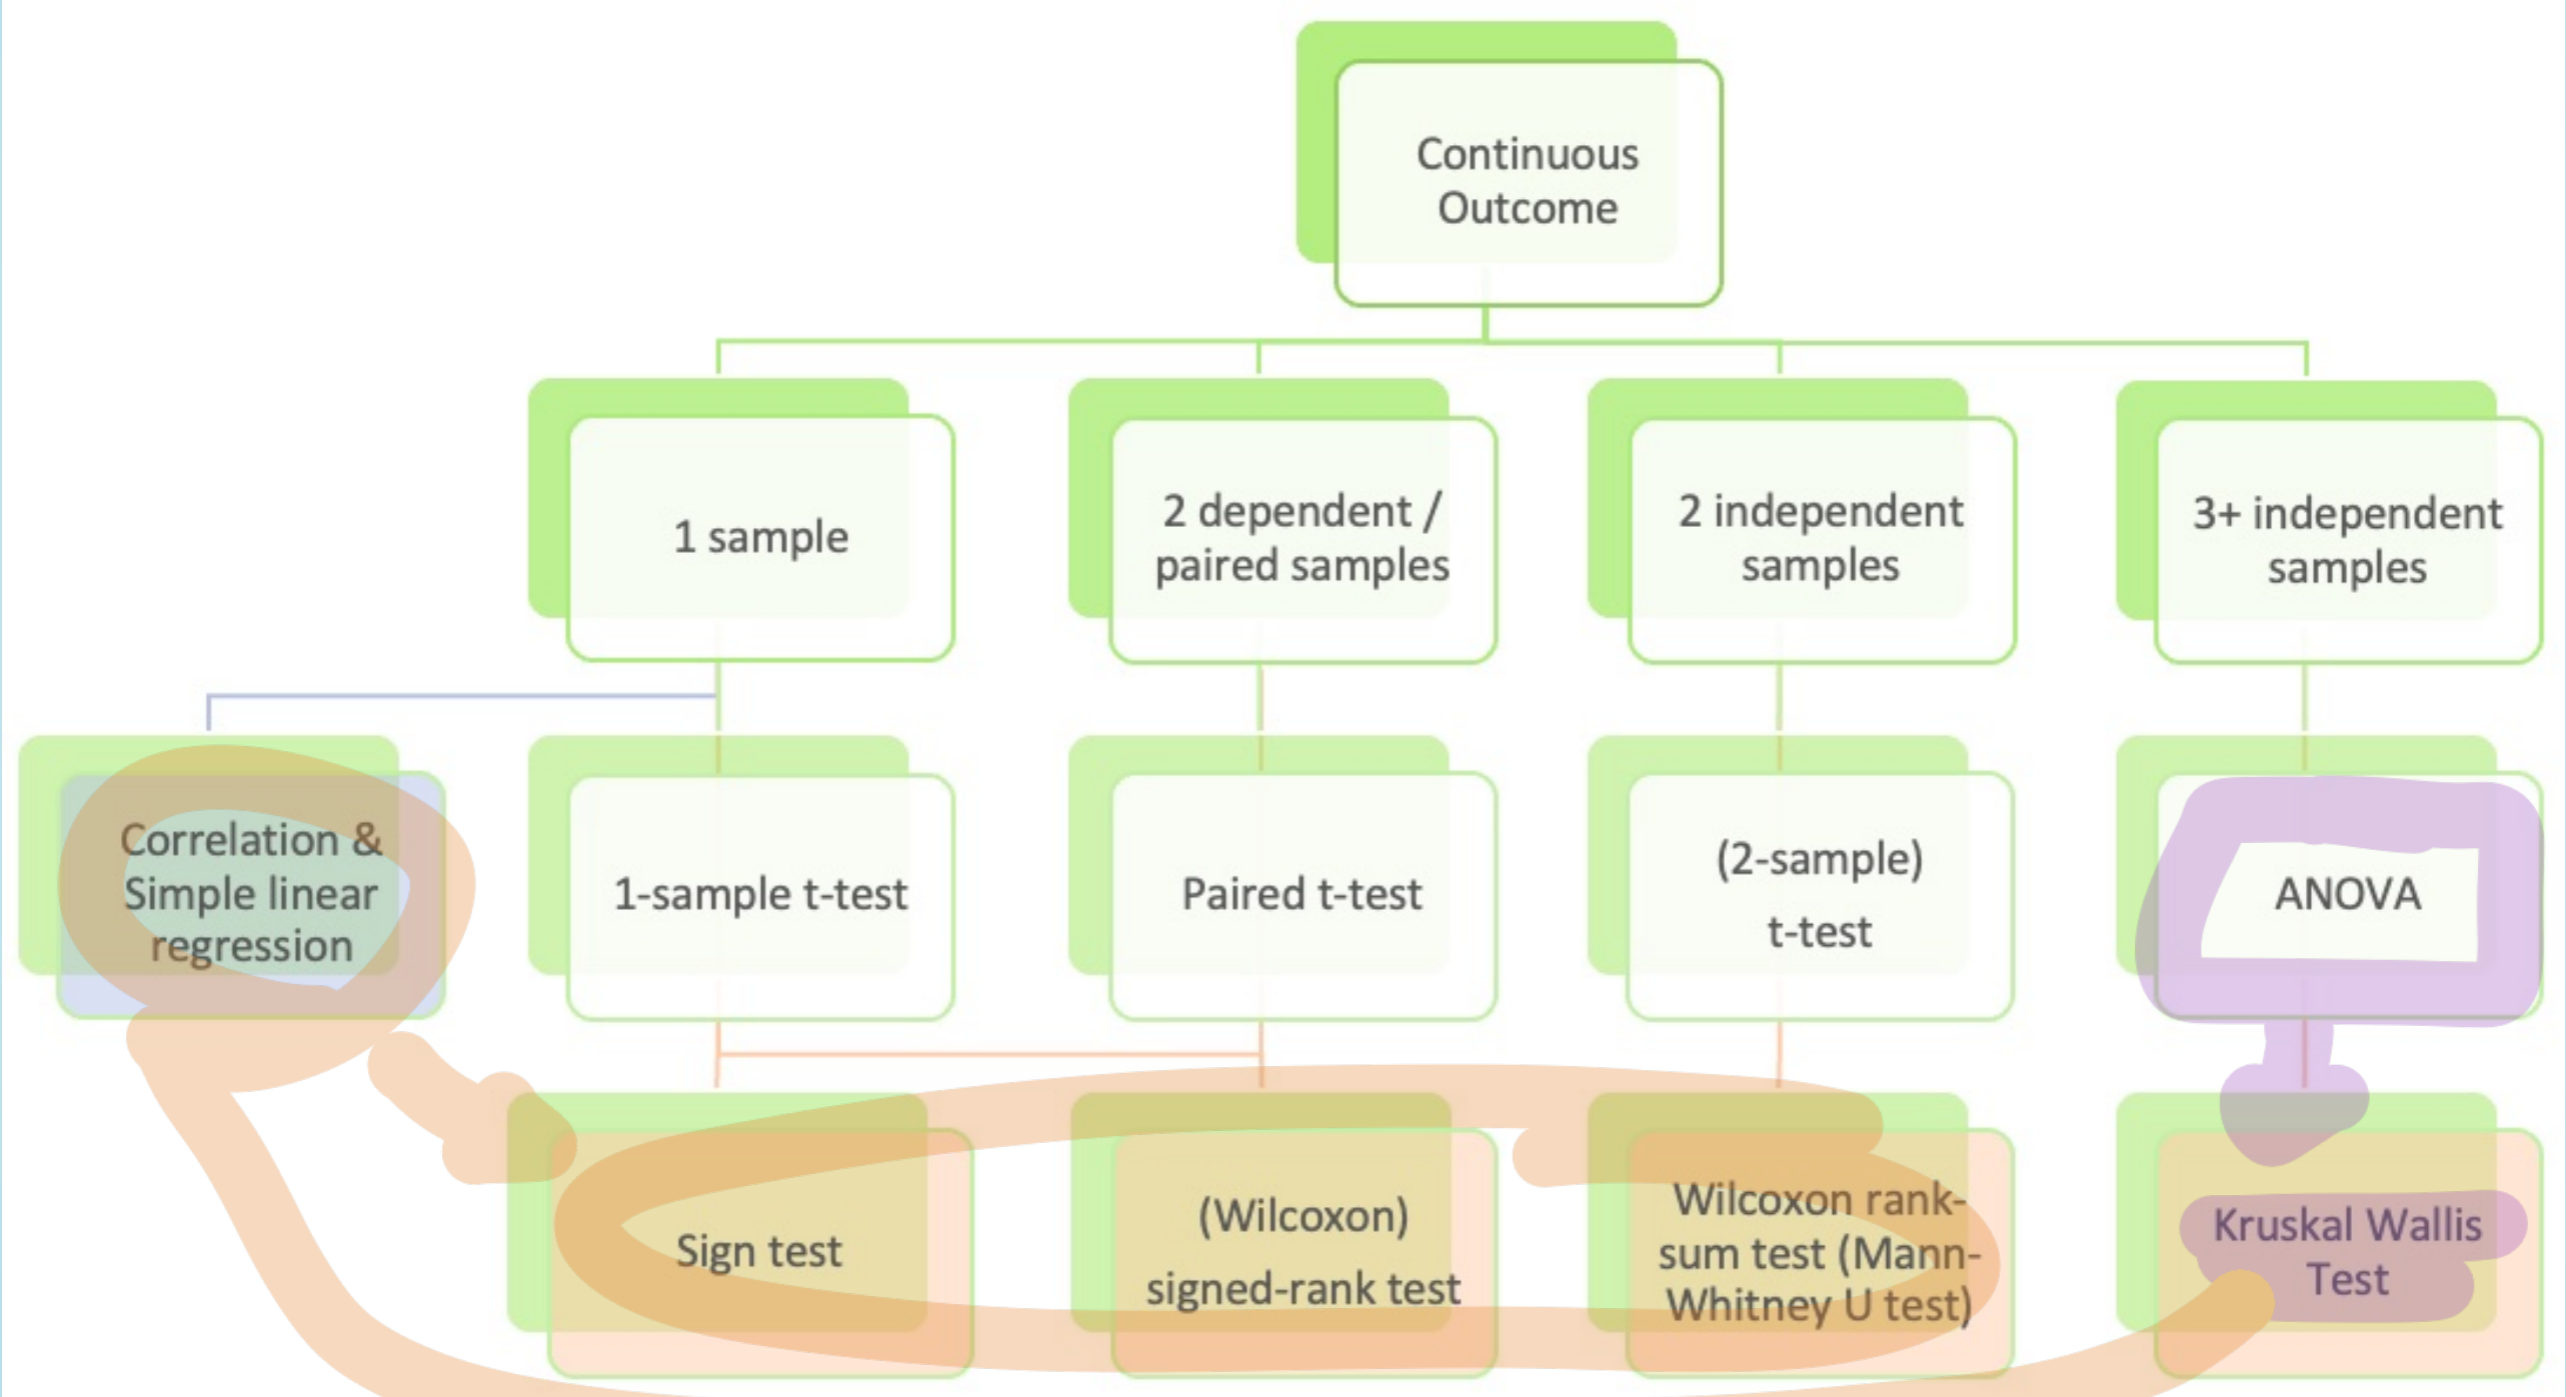 Continuous
Outcome
1 sample
2 dependent /
paired samples
2 independent
samples
3+ independent
samples
Correlation &
Simple linear
regression
1-sample t-test
Paired t-test
(2-sample)
t-test
ANOVA
Sign test
(Wilcoxon)
signed-rank test
Wilcoxon rank-
sum test (Mann-
Whitney U test)
Kruskal Wallis
Test